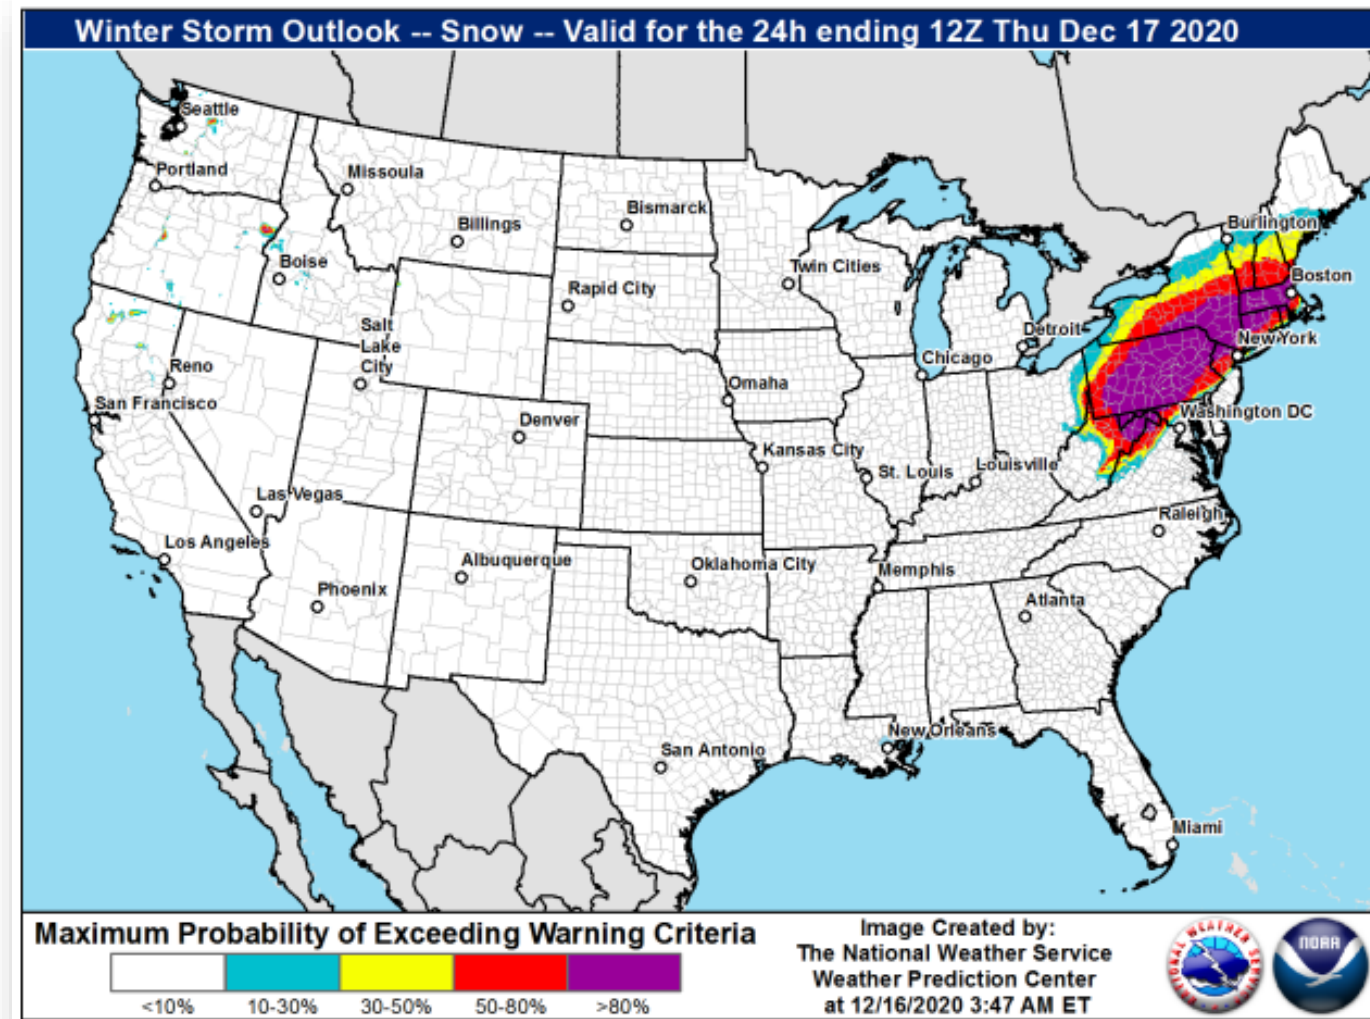 Winter Storm Outlook -- Snow -- Valid for the 24h ending 12Z Thu Dec 17 2020
Seattle
Portland
Missoula
Bismarck
Billings
Burlington
Boise
Twin Cities
Boston
Rapid City
Salt
Lake
City
Detroit
New York
Chicago
Reno
Omaha
San Francisco
Washington DC
Denver
Kansas City
St. Louis
Louisville
Las Vegas
Raleigh
Los Angeles
Albuquerque
Oklahoma City
Memphis
Phoenix
Atlanta
New Orleans
San Antonio
Miami
Maximum Probability of Exceeding Warning Criteria
<10%
10-30%
30-50%
50-80%
>80%
Image Created by:
The National Weather Service
Weather Prediction Center
at 12/16/2020 3:47 AM ET
NATIONAL WEATHER SERVICE
NOAA